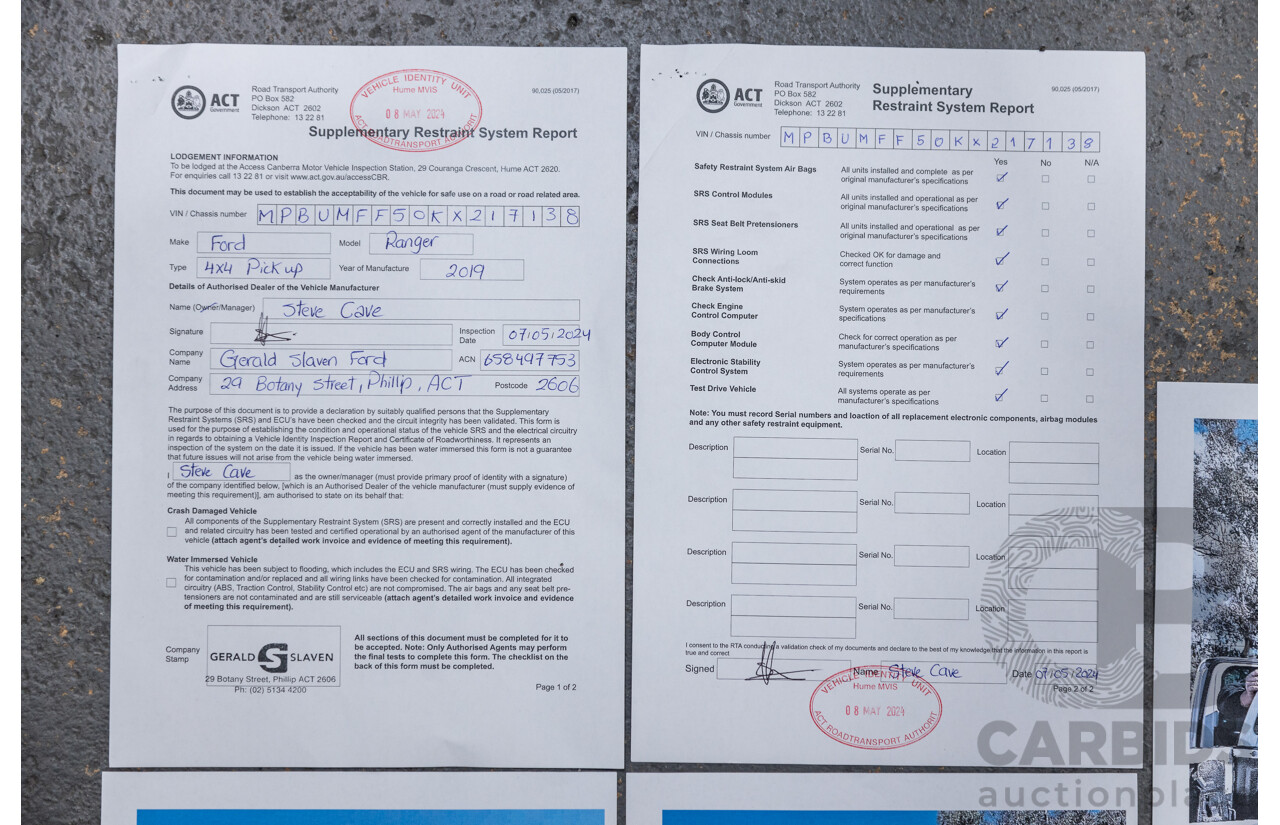 ACT
Government
Road Transport Authority
PO Box 582
Dickson ACT 2602
Telephone: 13 22 81
VEHICLE IDENTITY UNIT
Hume MVIS
08 MAY 2024
ACT ROADTRANSPORT AUTHORIT
90,025 (05/2017)
Supplementary Restraint System Report
LODGEMENT INFORMATION
To be lodged at the Access Canberra Motor Vehicle Inspection Station, 29 Couranga Crescent, Hume ACT 2620.
For enquiries call 13 22 81 or visit www.act.gov.au/accessCBR.
This document may be used to establish the acceptability of the vehicle for safe use on a road or road related area.
VIN / Chassis number MPBUMFF50KX217138
Make Ford Model Ranger
Type 4x4 Pick up Year of Manufacture 2019
Details of Authorised Dealer of the Vehicle Manufacturer
Name (Owner/Manager) Steve Cave
Signature Inspection Date 07/05/2024
Company Name Gerald Slaven Ford ACN 658497753
Company Address 29 Botany Street, Phillip, ACT Postcode 2606
The purpose of this document is to provide a declaration by suitably qualified persons that the Supplementary
Restraint Systems (SRS) and ECU's have been checked and the circuit integrity has been validated. This form is
used for the purpose of establishing the condition and operational status of the vehicle SRS and the electrical circuitry
in regards to obtaining a Vehicle Identity Inspection Report and Certificate of Roadworthiness. It represents an
inspection of the system on the date it is issued. If the vehicle has been water immersed this form is not a guarantee
that future issues will not arise from the vehicle being water immersed.
I Steve Cave as the owner/manager (must provide primary proof of identity with a signature)
of the company identified below, [which is an Authorised Dealer of the vehicle manufacturer (must supply evidence of
meeting this requirement)], am authorised to state on its behalf that:
Crash Damaged Vehicle
All components of the Supplementary Restraint System (SRS) are present and correctly installed and the ECU
and related circuitry has been tested and certified operational by an authorised agent of the manufacturer of this
vehicle (attach agent's detailed work invoice and evidence of meeting this requirement).
Water Immersed Vehicle
This vehicle has been subject to flooding, which includes the ECU and SRS wiring. The ECU has been checked
for contamination and/or replaced and all wiring links have been checked for contamination. All integrated
circuitry (ABS, Traction Control, Stability Control etc) are not compromised. The air bags and any seat belt pre-
tensioners are not contaminated and are still serviceable (attach agent's detailed work invoice and evidence
of meeting this requirement).
Company Stamp
GERALD SLAVEN
29 Botany Street, Phillip ACT 2606
Ph: (02) 5134 4200
All sections of this document must be completed for it to
be accepted. Note: Only Authorised Agents may perform
the final tests to complete this form. The checklist on the
back of this form must be completed.
Page 1 of 2
ACT
Government
Road Transport Authority
PO Box 582
Dickson ACT 2602
Telephone: 13 22 81
Supplementary
Restraint System Report
90,025 (05/2017)
VIN / Chassis number MPBUMFF50KX217138
Yes No N/A
Safety Restraint System Air Bags All units installed and complete as per
original manufacturer's specifications
SRS Control Modules All units installed and operational as per
original manufacturer's specifications
SRS Seat Belt Pretensioners All units installed and operational as per
original manufacturer's specifications
SRS Wiring Loom Checked OK for damage and
Connections correct function
Check Anti-lock/Anti-skid System operates as per manufacturer's
Brake System requirements
Check Engine System operates as per manufacturer's
Control Computer specifications
Body Control Check for correct operation as per
Computer Module manufacturer's specifications
Electronic Stability System operates as per manufacturer's
Control System requirements
Test Drive Vehicle All systems operate as per
manufacturer's specifications
Note: You must record Serial numbers and loaction of all replacement electronic components, airbag modules
and any other safety restraint equipment.
Description Serial No. Location
Description Serial No. Location
Description Serial No. Location
Description Serial No. Location
I consent to the RTA conducting a validation check of my documents and declare to the best of my knowledge that the information in this report is
true and correct
Signed Name Steve Cave Date 07/05/2024
Page 2 of 2
VEHICLE IDENTITY UNIT
Hume MVIS
08 MAY 2024
ACT ROADTRANSPORT AUTHORIT
CARBID
auctionpla